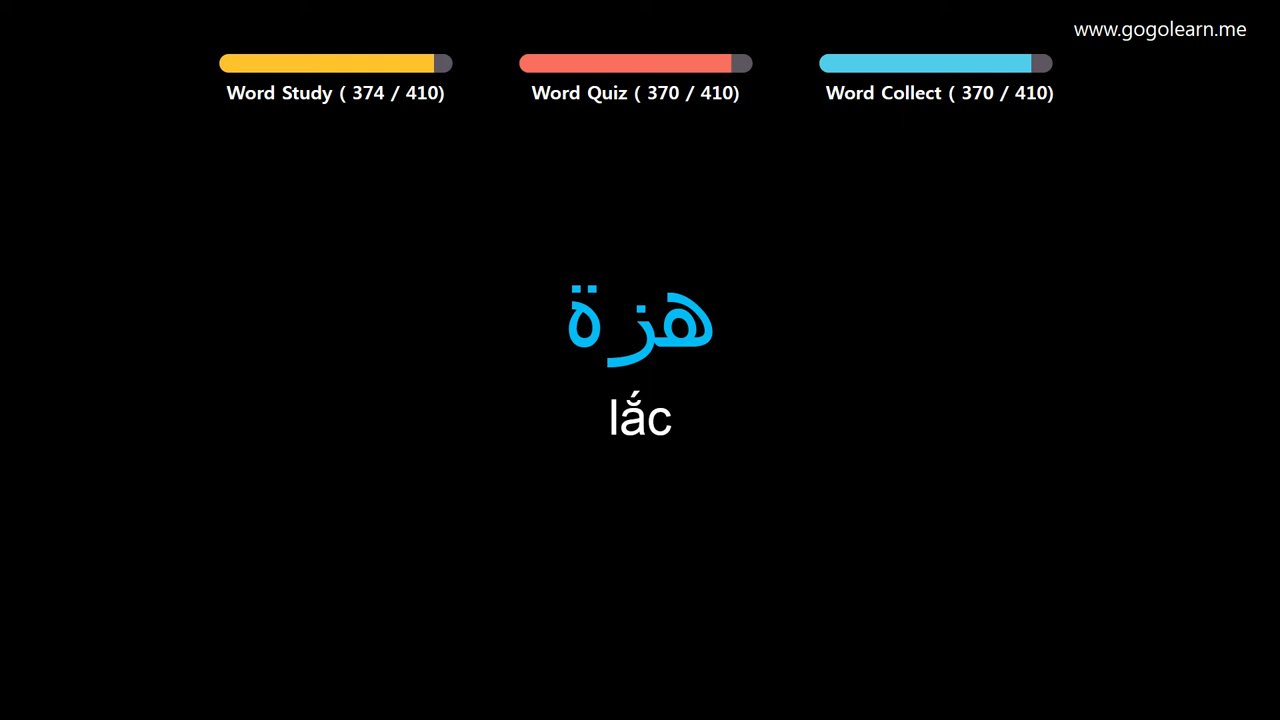 www.gogolearn.me
Word Study ( 374 / 410)
Word Quiz ( 370 / 410)
Word Collect ( 370 / 410)
هزة
lắc